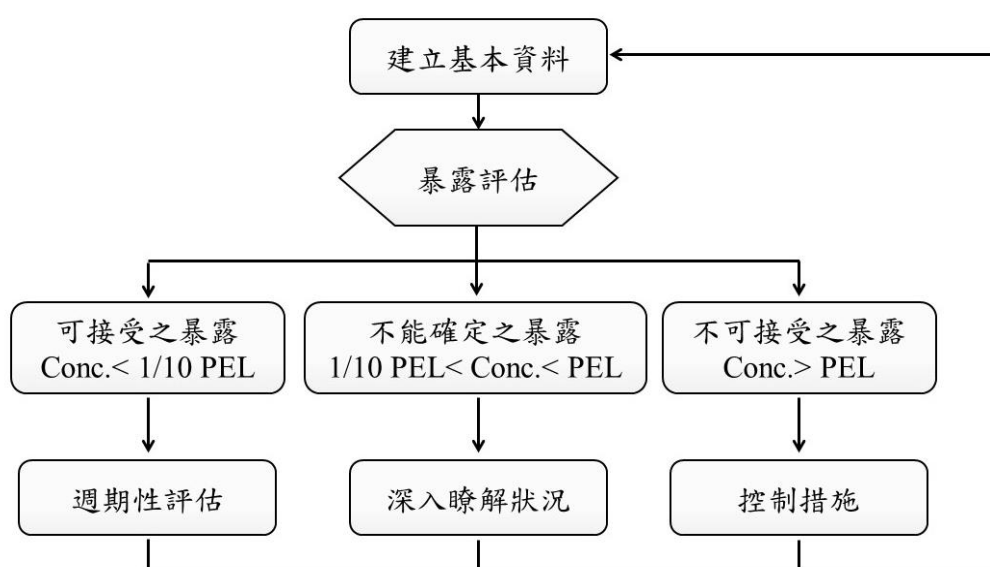 建立基本資料
暴露評估
可接受之暴露
Conc.< 1/10 PEL
不能確定之暴露
1/10 PEL< Conc.< PEL
不可接受之暴露
Conc.> PEL
週期性評估
深入瞭解狀況
控制措施